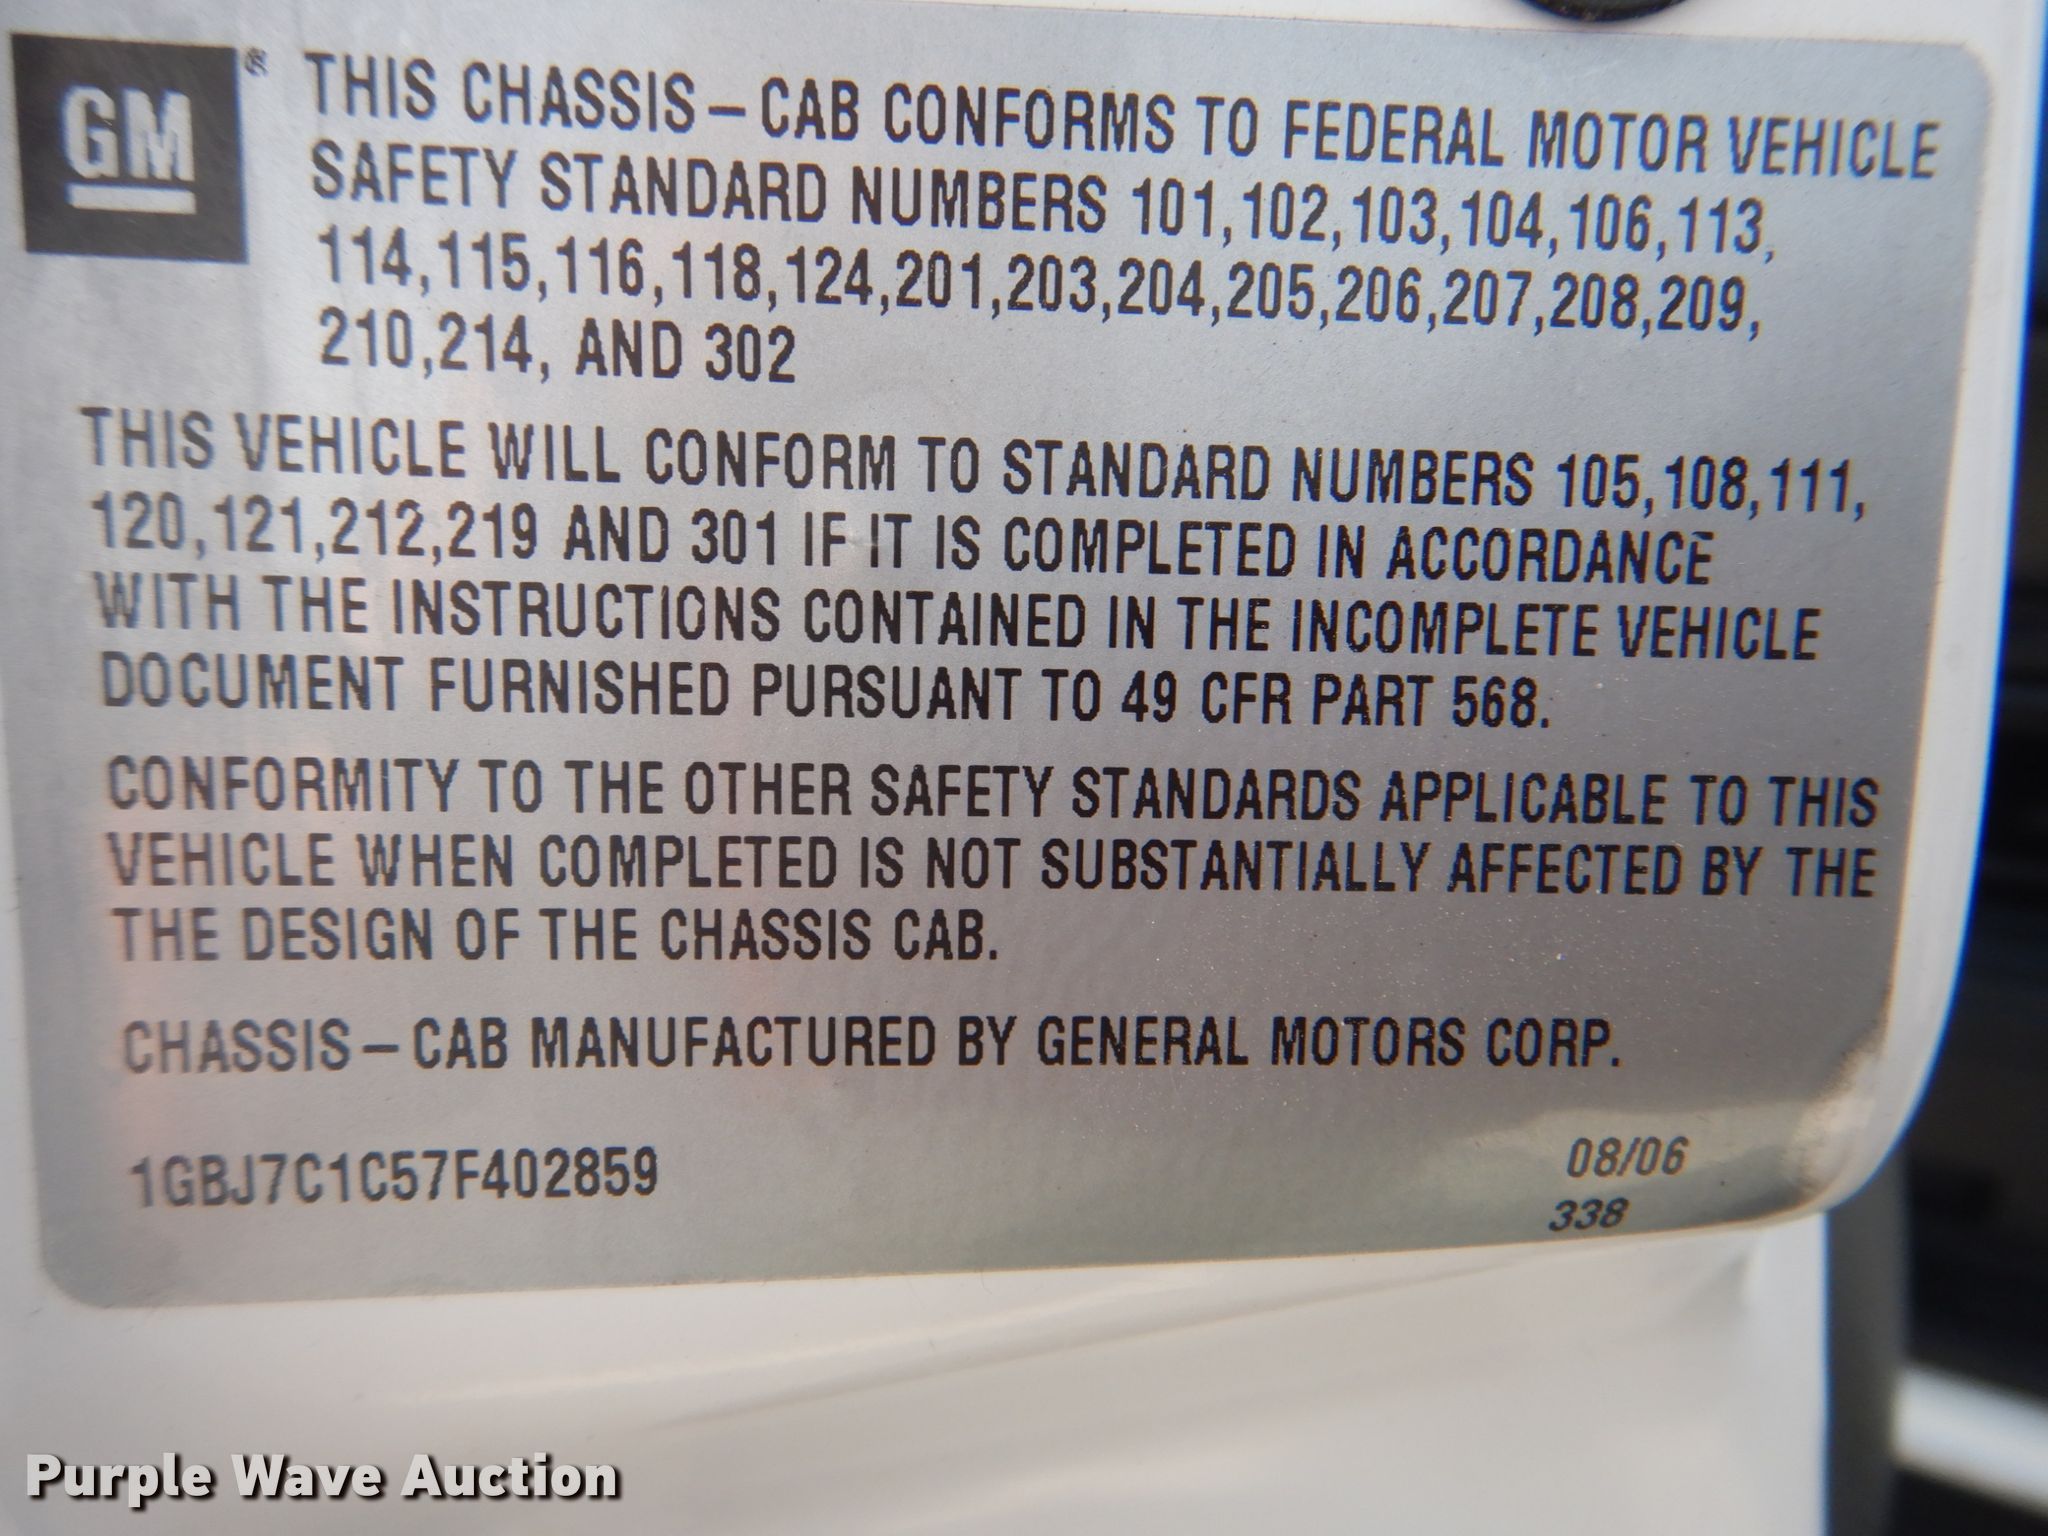 GM®
THIS CHASSIS – CAB CONFORMS TO FEDERAL MOTOR VEHICLE
SAFETY STANDARD NUMBERS 101,102,103,104,106,113,
114,115,116,118,124,201,203,204,205,206,207,208,209,
210,214, AND 302
THIS VEHICLE WILL CONFORM TO STANDARD NUMBERS 105,108,111,
120,121,212,219 AND 301 IF IT IS COMPLETED IN ACCORDANCE
WITH THE INSTRUCTIONS CONTAINED IN THE INCOMPLETE VEHICLE
DOCUMENT FURNISHED PURSUANT TO 49 CFR PART 568.
CONFORMITY TO THE OTHER SAFETY STANDARDS APPLICABLE TO THIS
VEHICLE WHEN COMPLETED IS NOT SUBSTANTIALLY AFFECTED BY THE
THE DESIGN OF THE CHASSIS CAB.
CHASSIS – CAB MANUFACTURED BY GENERAL MOTORS CORP.
1GBJ7C1C57F402859
08/06
338
Purple Wave Auction